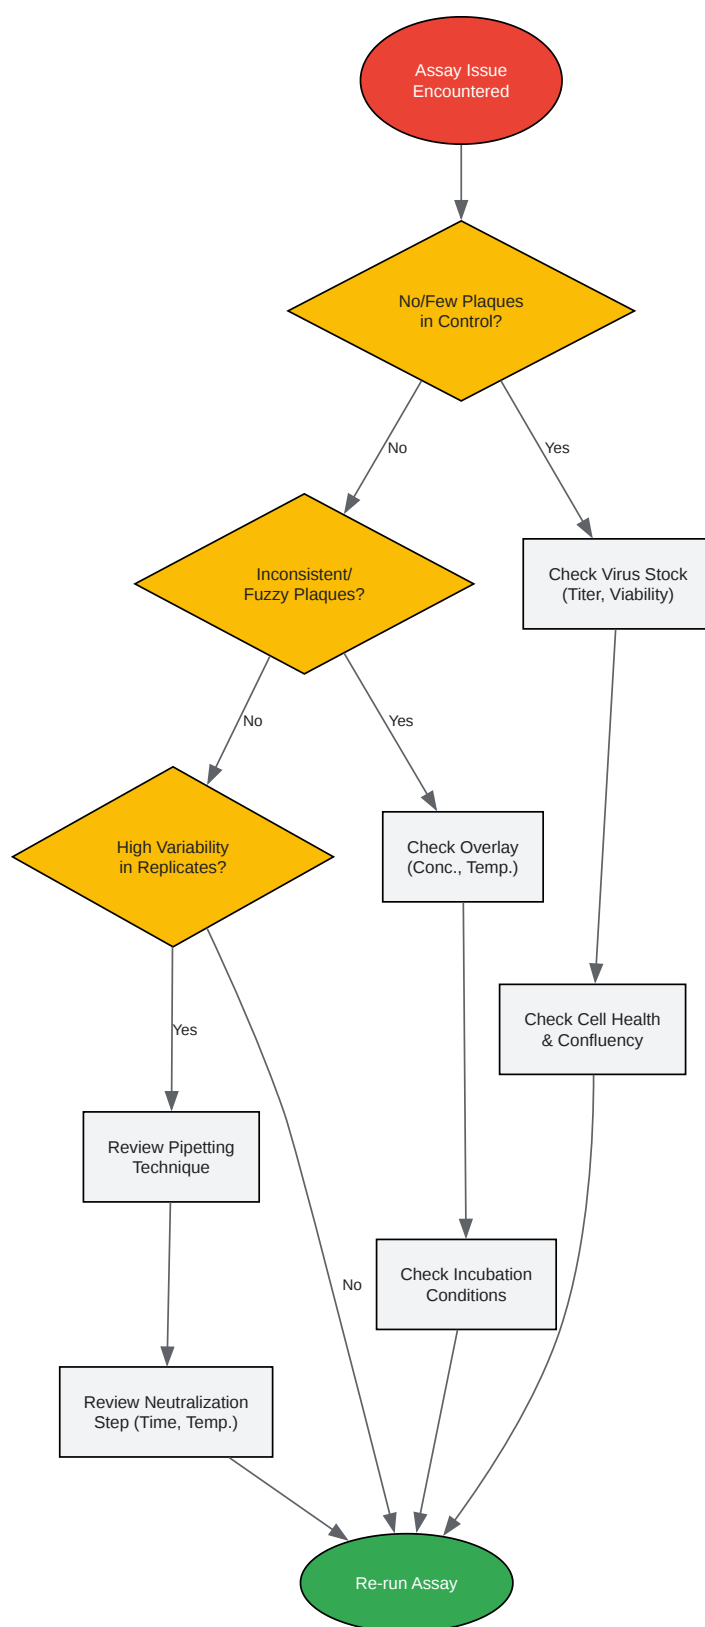 Assay Issue
Encountered
No/Few Plaques
in Control?
No
Yes
Inconsistent/
Fuzzy Plaques?
Check Virus Stock
(Titer, Viability)
No
Yes
High Variability
in Replicates?
Check Overlay
(Conc., Temp.)
Check Cell Health
& Confluency
Yes
Review Pipetting
Technique
No
Check Incubation
Conditions
Review Neutralization
Step (Time, Temp.)
Re-run Assay